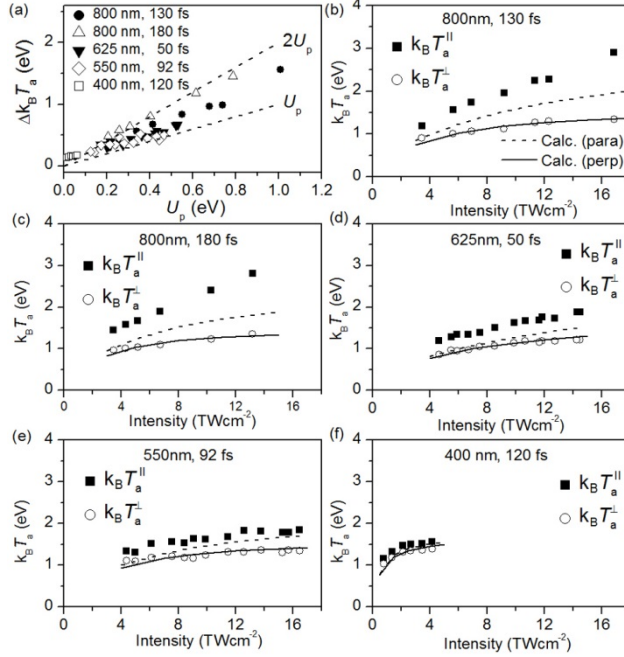 (a)
800 nm, 130 fs
800 nm, 180 fs
625 nm, 50 fs
550 nm, 92 fs
400 nm, 120 fs
2Up
Up
Δk_BT_a (eV)
2
1
0
0.0 0.2 0.4 0.6 0.8 1.0 1.2
Up (eV)
(b)
800nm, 130 fs
k_BT_a^||
k_BT_a^⊥
Calc. (para)
Calc. (perp)
k_BT_a (eV)
4
3
2
1
0
0 4 8 12 16
Intensity (TWcm-2)
(c)
800nm, 180 fs
k_BT_a^||
k_BT_a^⊥
k_BT_a (eV)
4
3
2
1
0
0 4 8 12 16
Intensity (TWcm-2)
(d)
625nm, 50 fs
k_BT_a^||
k_BT_a^⊥
k_BT_a (eV)
4
3
2
1
0
0 4 8 12 16
Intensity (TWcm-2)
(e)
550nm, 92 fs
k_BT_a^||
k_BT_a^⊥
k_BT_a (eV)
4
3
2
1
0
0 4 8 12 16
Intensity (TWcm-2)
(f)
400 nm, 120 fs
k_BT_a^||
k_BT_a^⊥
k_BT_a (eV)
4
3
2
1
0
0 4 8 12 16
Intensity (TWcm-2)